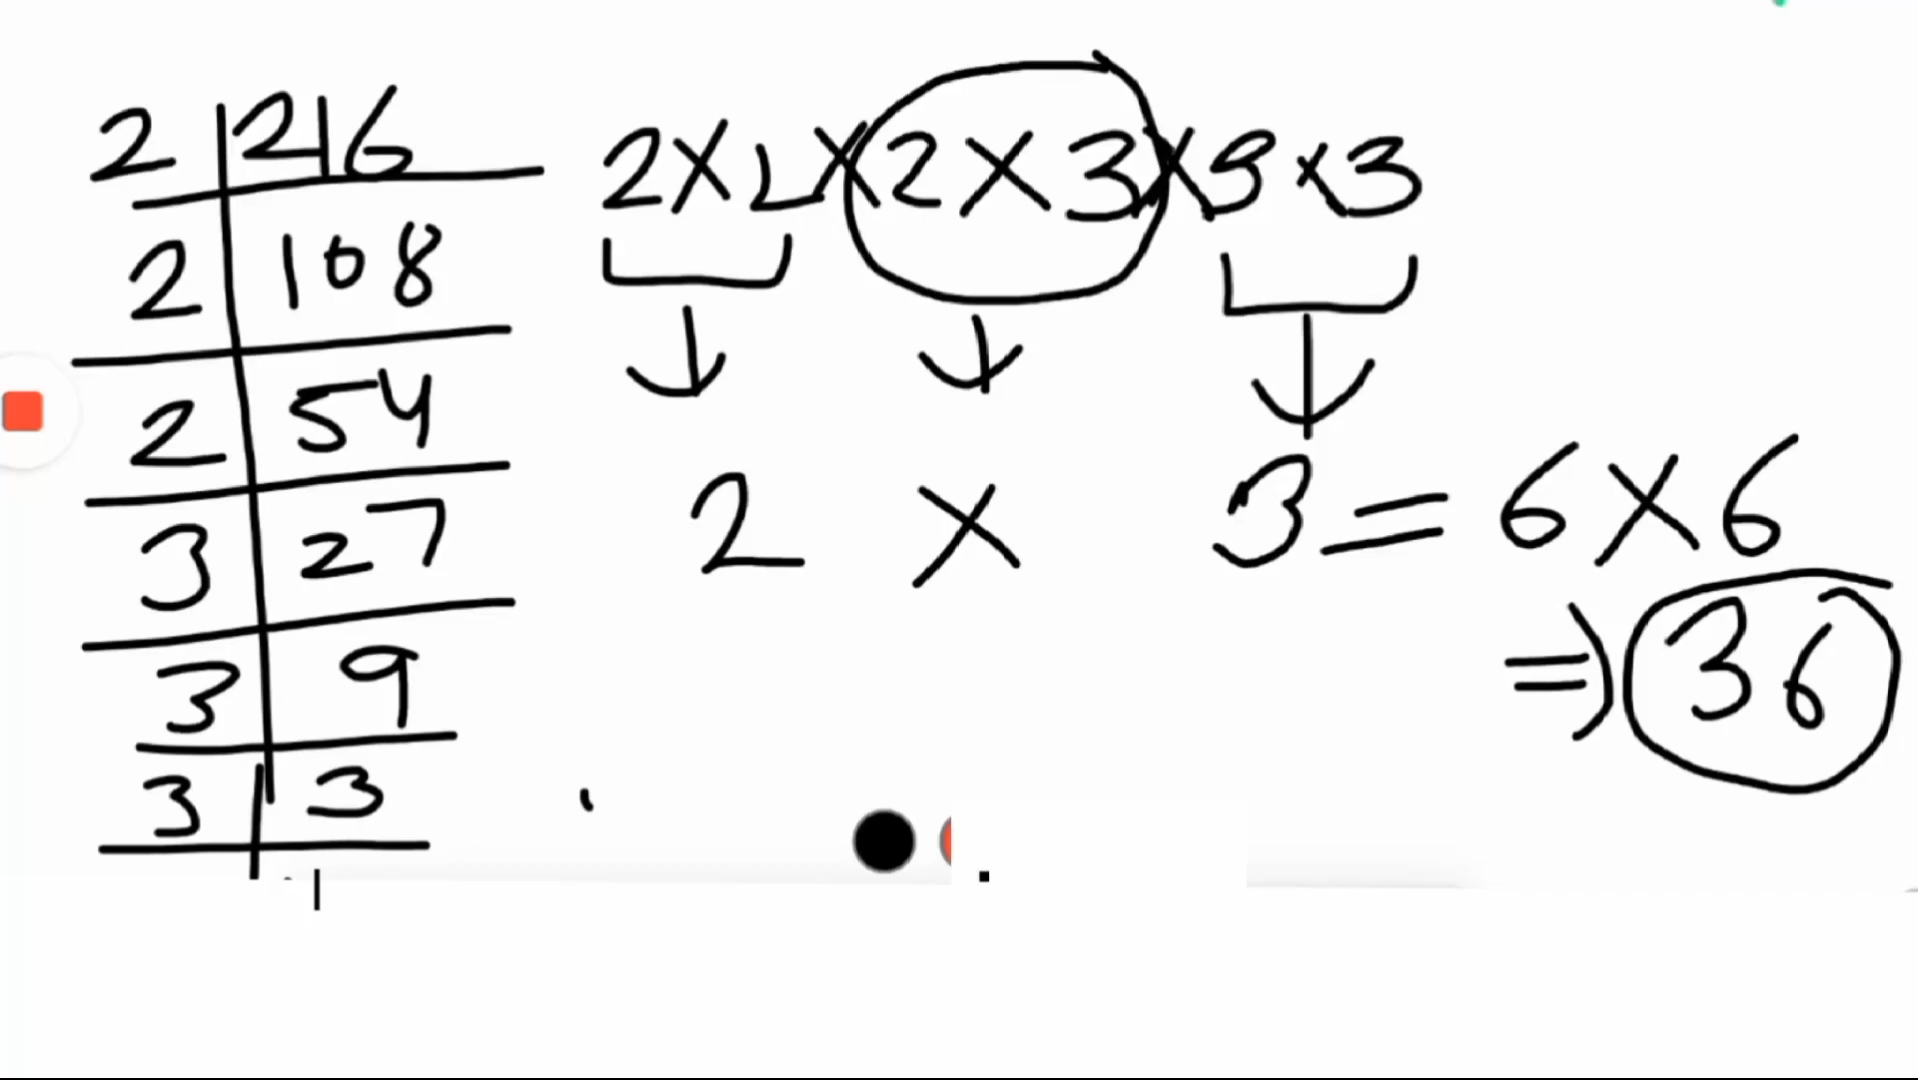 2 | 216
2 | 108
2 | 54
3 | 27
3 | 9
3 | 3
1
2 × 2 × 2 × 3 × 3 × 3
2 × 3 = 6 × 6
⇒ 36